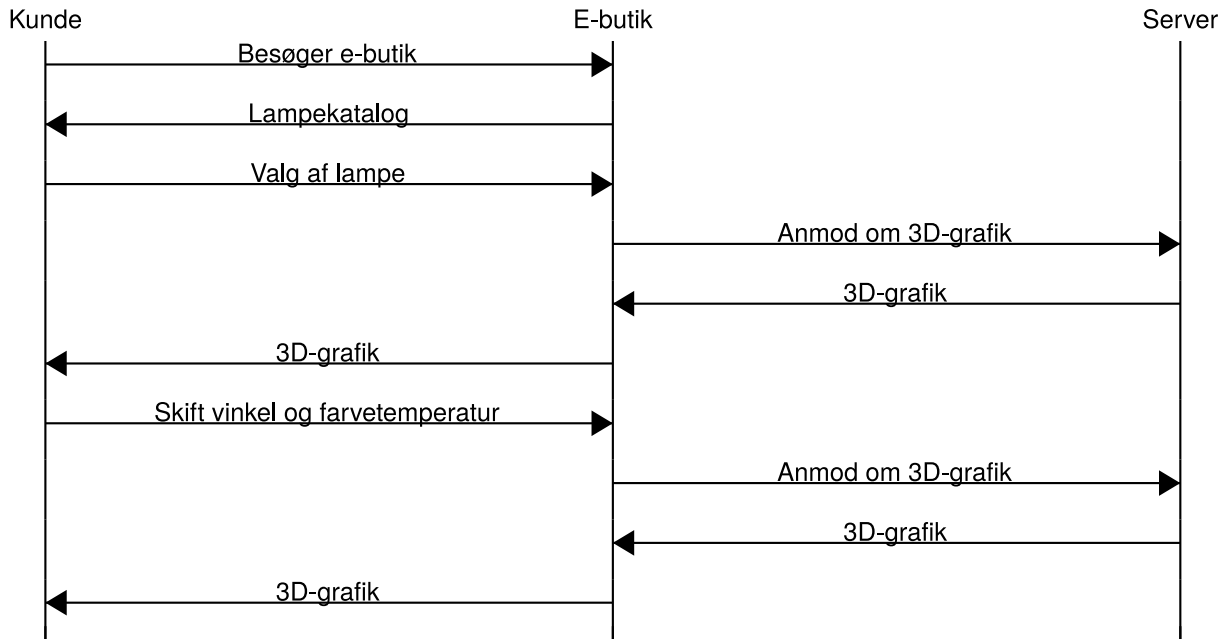 Kunde
E-butik
Server
Besøger e-butik
Lampekatalog
Valg af lampe
Anmod om 3D-grafik
3D-grafik
3D-grafik
Skift vinkel og farvetemperatur
Anmod om 3D-grafik
3D-grafik
3D-grafik